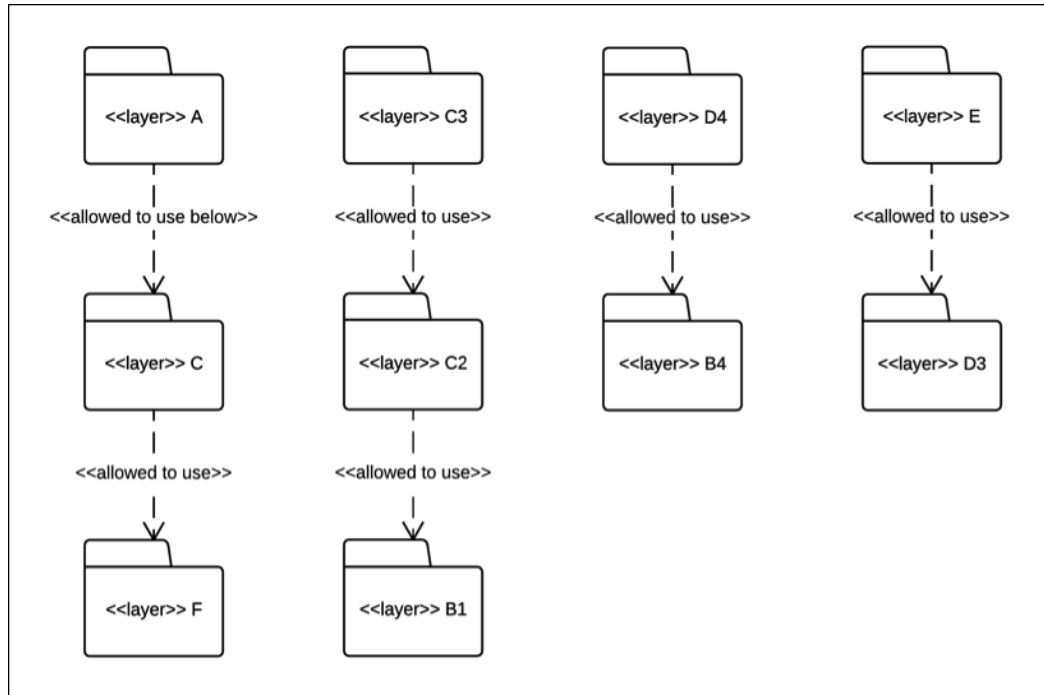 <<layer>> A
<<layer>> C3
<<layer>> D4
<<layer>> E
<<allowed to use below>>
<<allowed to use>>
<<allowed to use>>
<<allowed to use>>
<<layer>> C
<<layer>> C2
<<layer>> B4
<<layer>> D3
<<allowed to use>>
<<allowed to use>>
<<layer>> F
<<layer>> B1